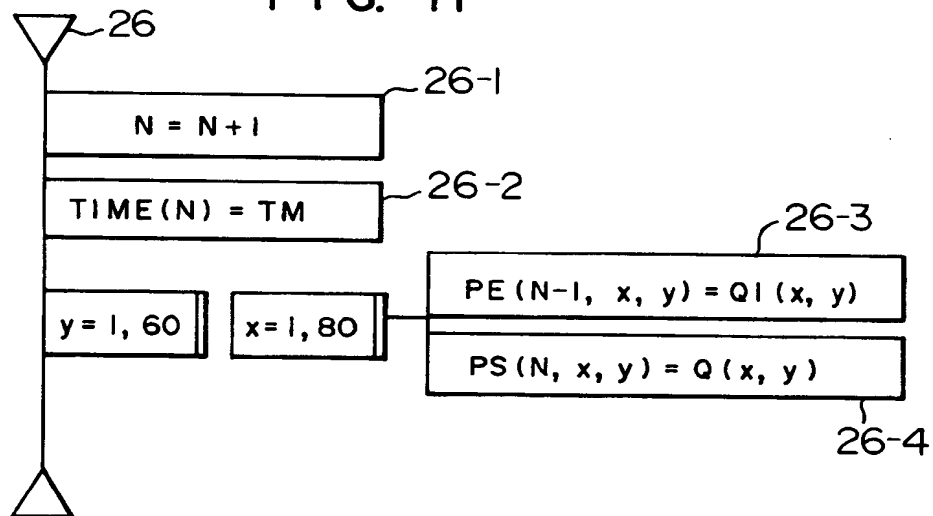 26
26-1
N = N+1
26-2
TIME(N) = TM
26-3
PE(N-1, x, y) = Q1(x, y)
y = 1, 60
x = 1, 80
PS(N, x, y) = Q(x, y)
26-4